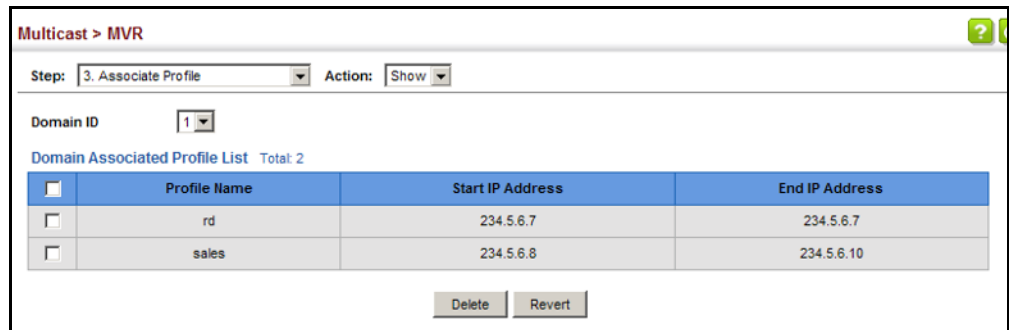 Multicast > MVR
?
Step: 3. Associate Profile Action: Show
Domain ID 1
Domain Associated Profile List Total: 2
Profile Name Start IP Address End IP Address
rd 234.5.6.7 234.5.6.7
sales 234.5.6.8 234.5.6.10
Delete Revert